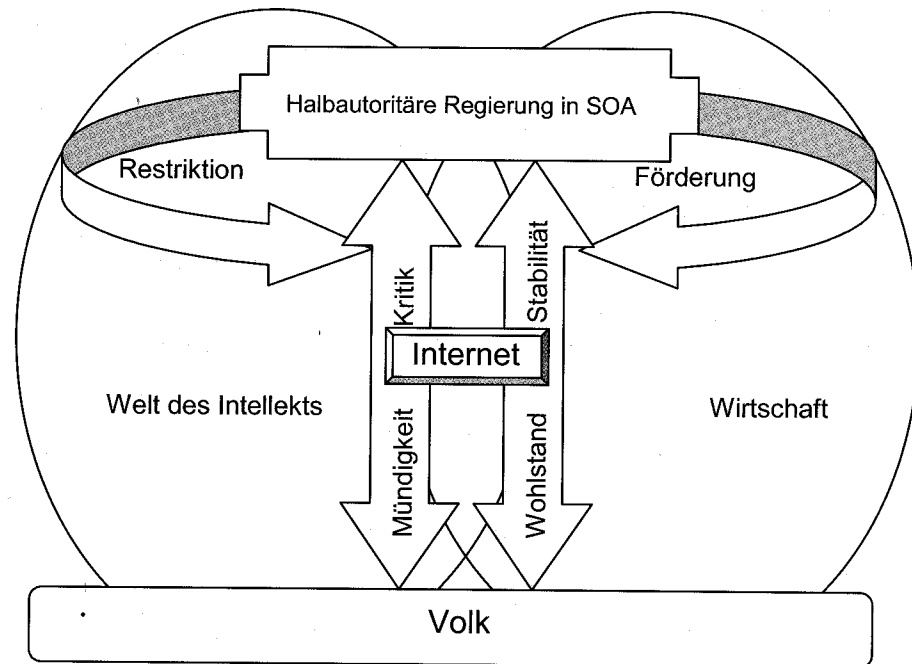 Halbautoritäre Regierung in SOA
Restriktion
Förderung
Kritik
Stabilität
Internet
Welt des Intellekts
Wirtschaft
Mündigkeit
Wohlstand
Volk